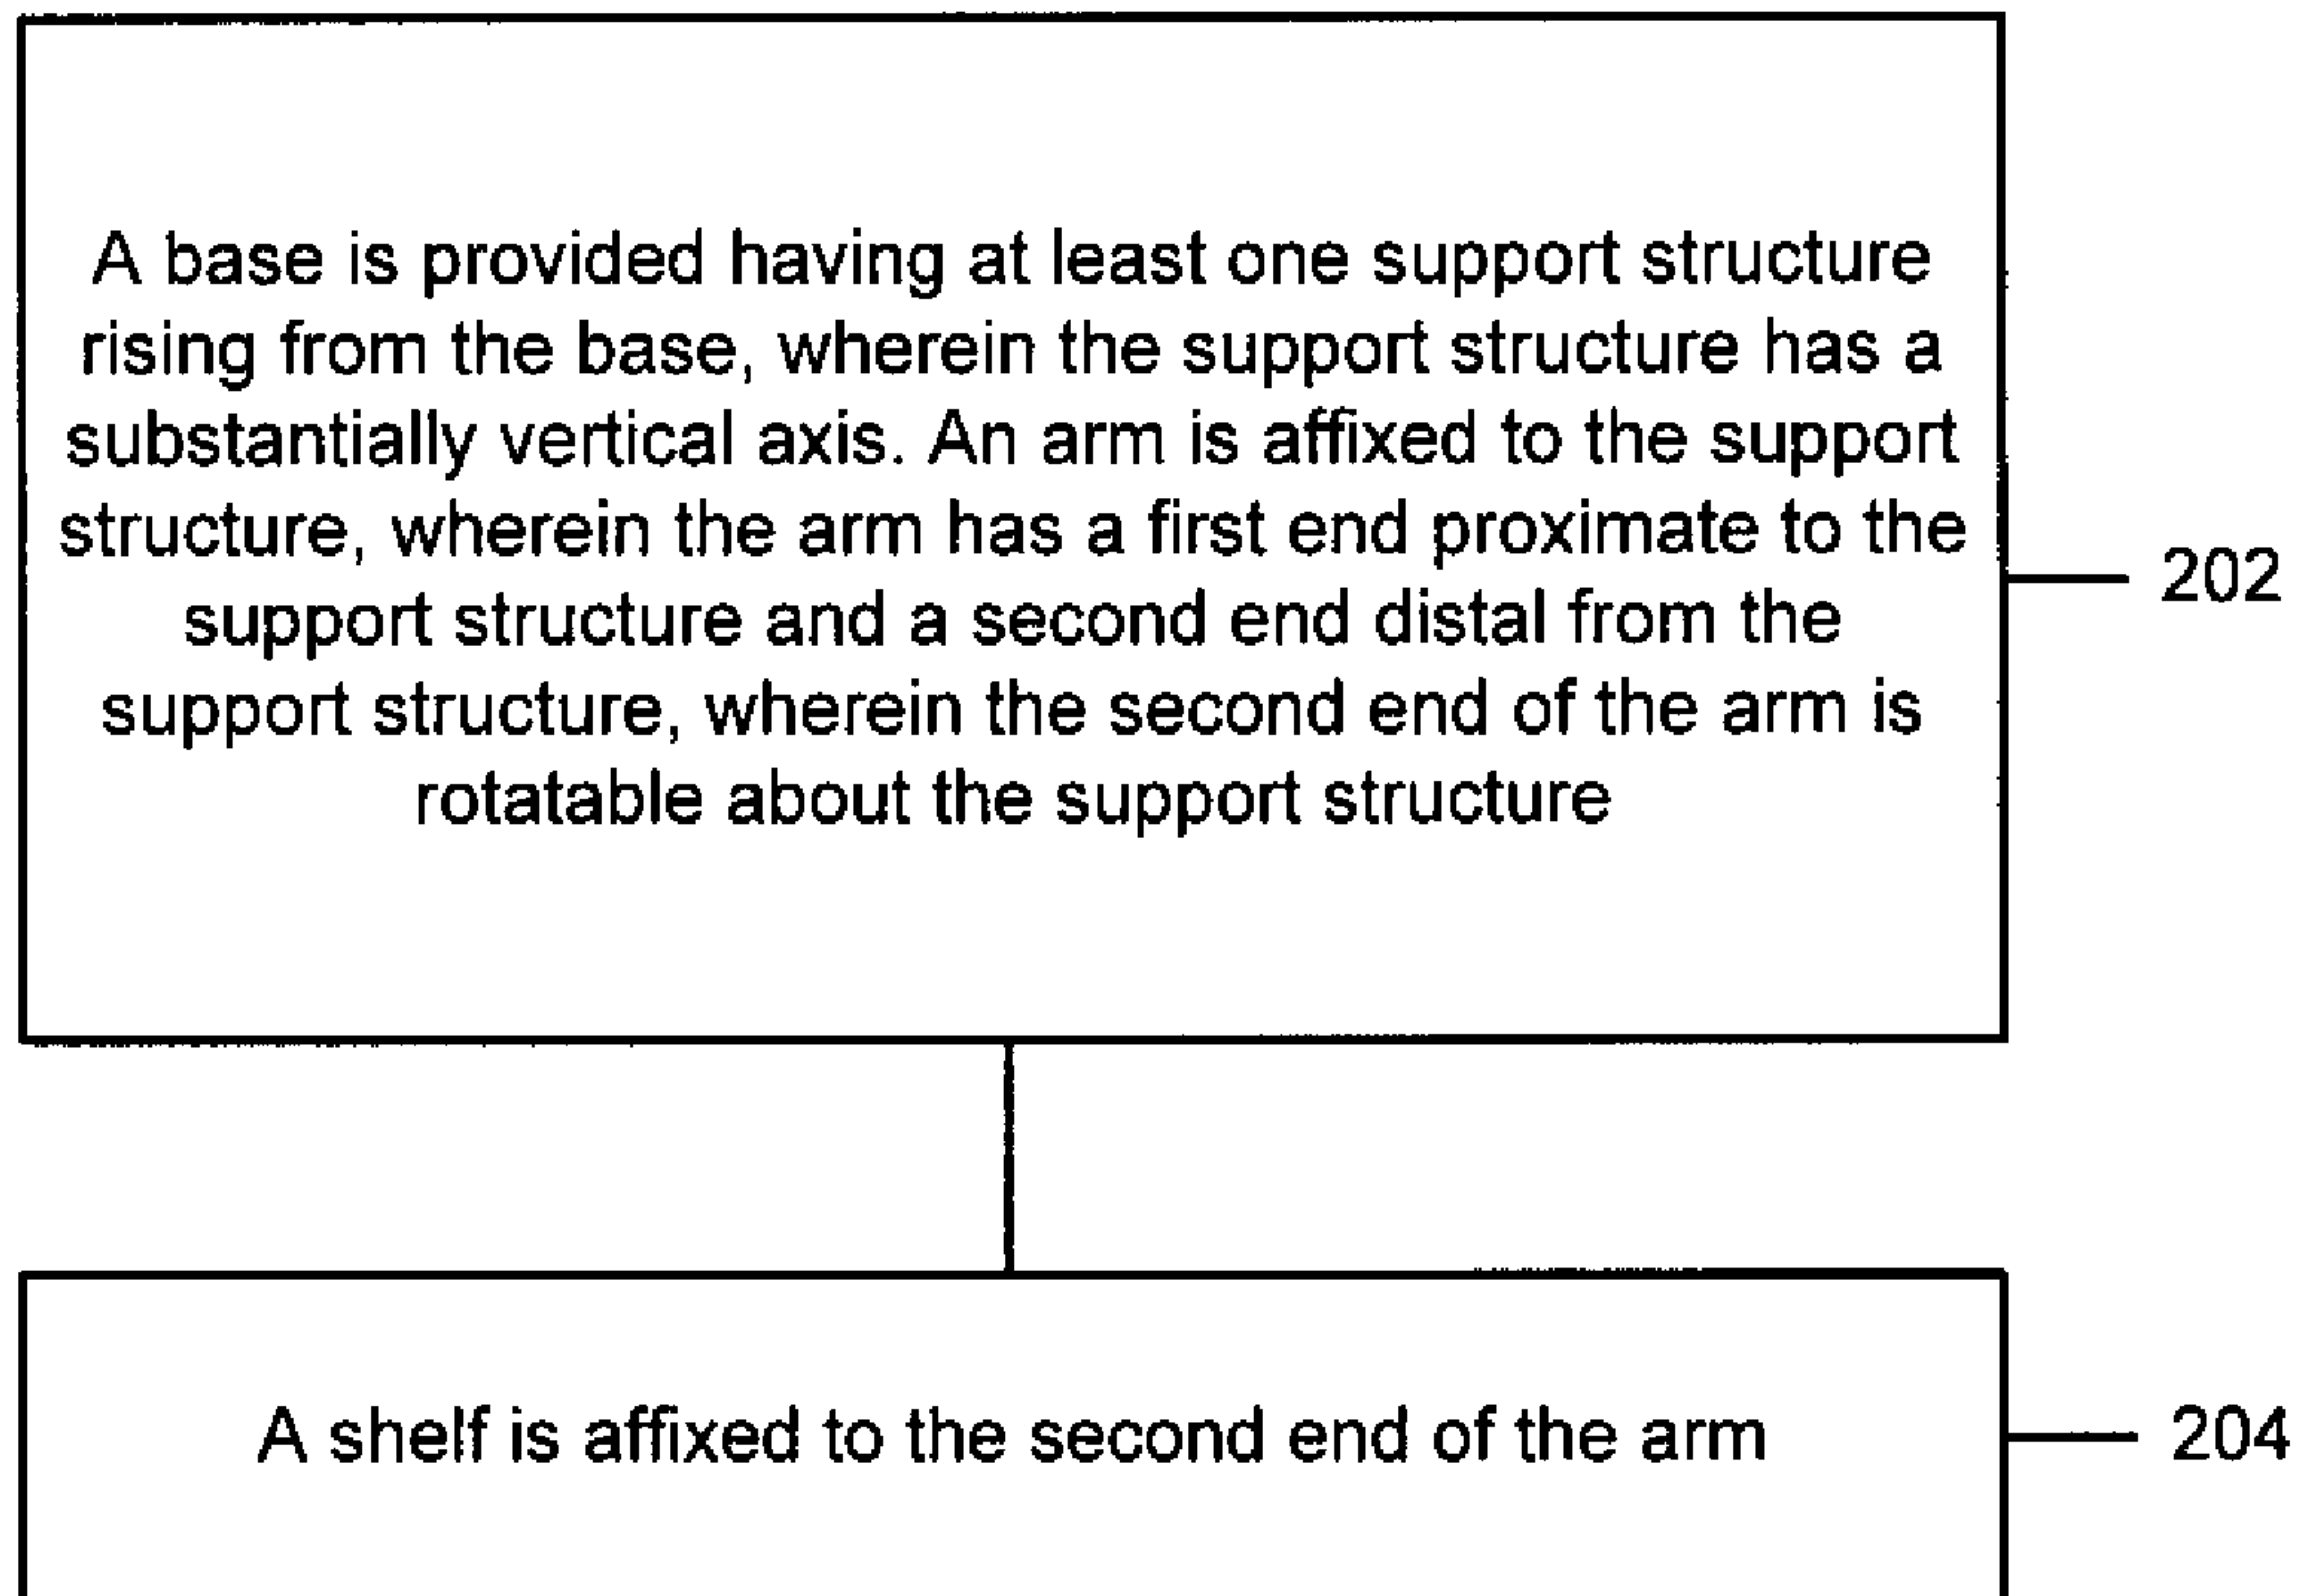 A base is provided having at least one support structure
rising from the base, wherein the support structure has a
substantially vertical axis. An arm is affixed to the support
structure, wherein the arm has a first end proximate to the
support structure and a second end distal from the
support structure, wherein the second end of the arm is
rotatable about the support structure
202
A shelf is affixed to the second end of the arm
204